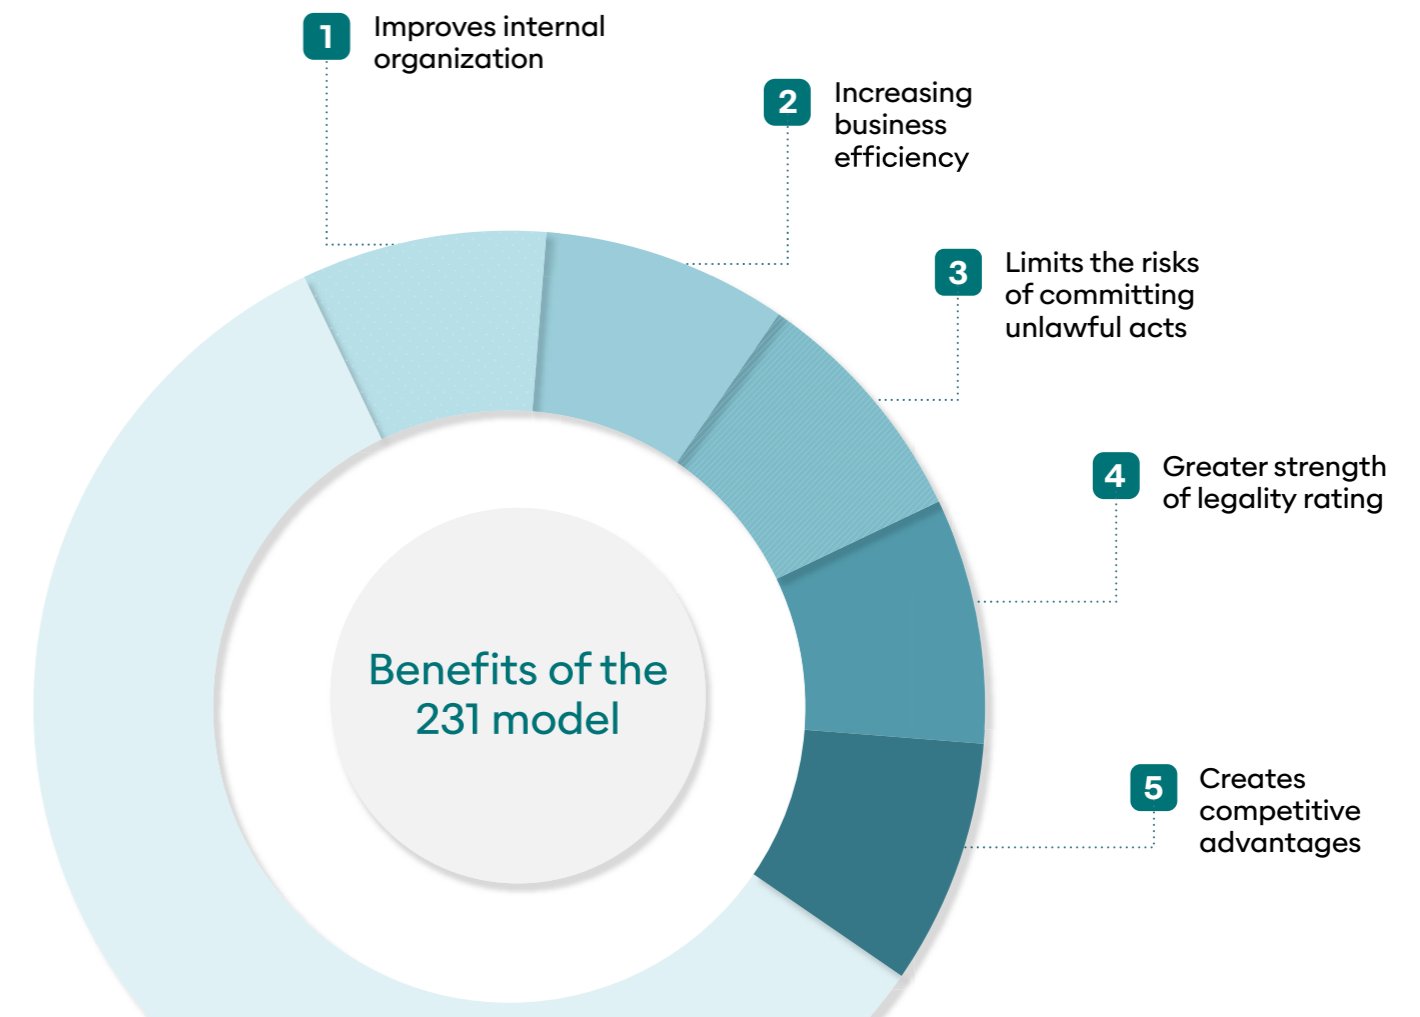 1
Improves internal
organization
2
Increasing
business
efficiency
3
Limits the risks
of committing
unlawful acts
4
Greater strength
of legality rating
Benefits of the
231 model
5
Creates
competitive
advantages